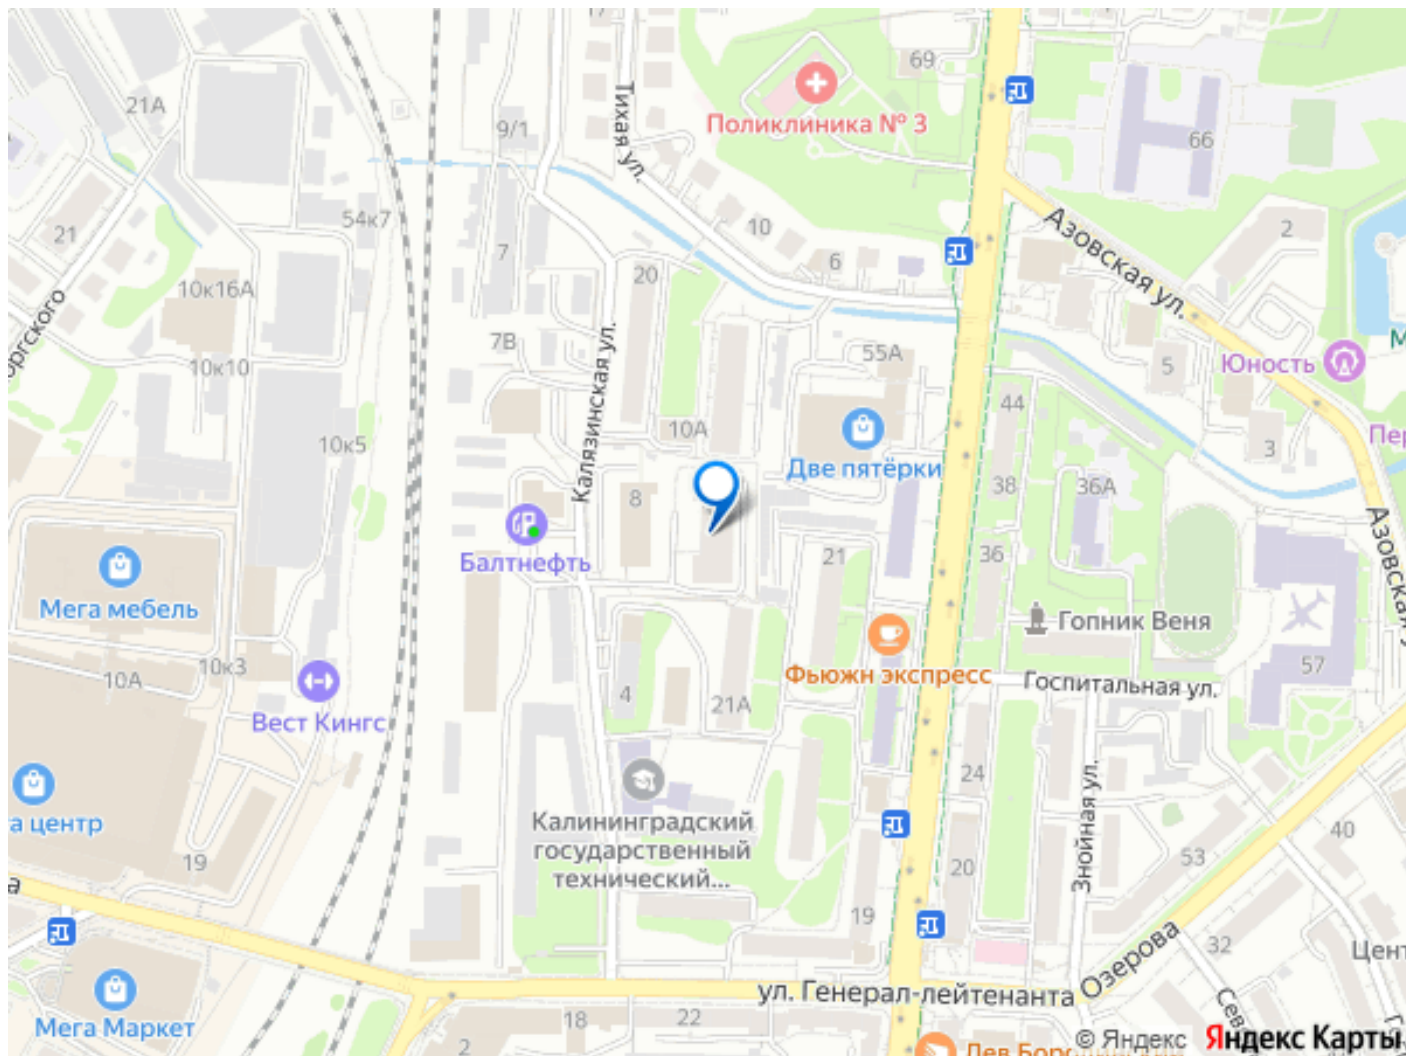 17
69
21А
Поликлиника № 3
9/1
Тихая ул.
66
54к7
21
7
10
6
2
Азовская ул.
10к16А
20
7В
55А
Калязинская ул.
5
Юность
10к10
44
10А
3
10к5
Две пятёрки
38
36А
8
Азовская
Балтнефть
21
36
Мега мебель
Гопник Веня
10к3
Фьюжн экспресс
57
10А
4
21А
Госпитальная ул.
Вест Кингс
24
Знойная ул.
Калининградский
государственный
технический...
40
53
19
20
19
32
ул. Генерал-лейтенанта Озерова
Мега Маркет
18
22
2
© Яндекс Яндекс Карты